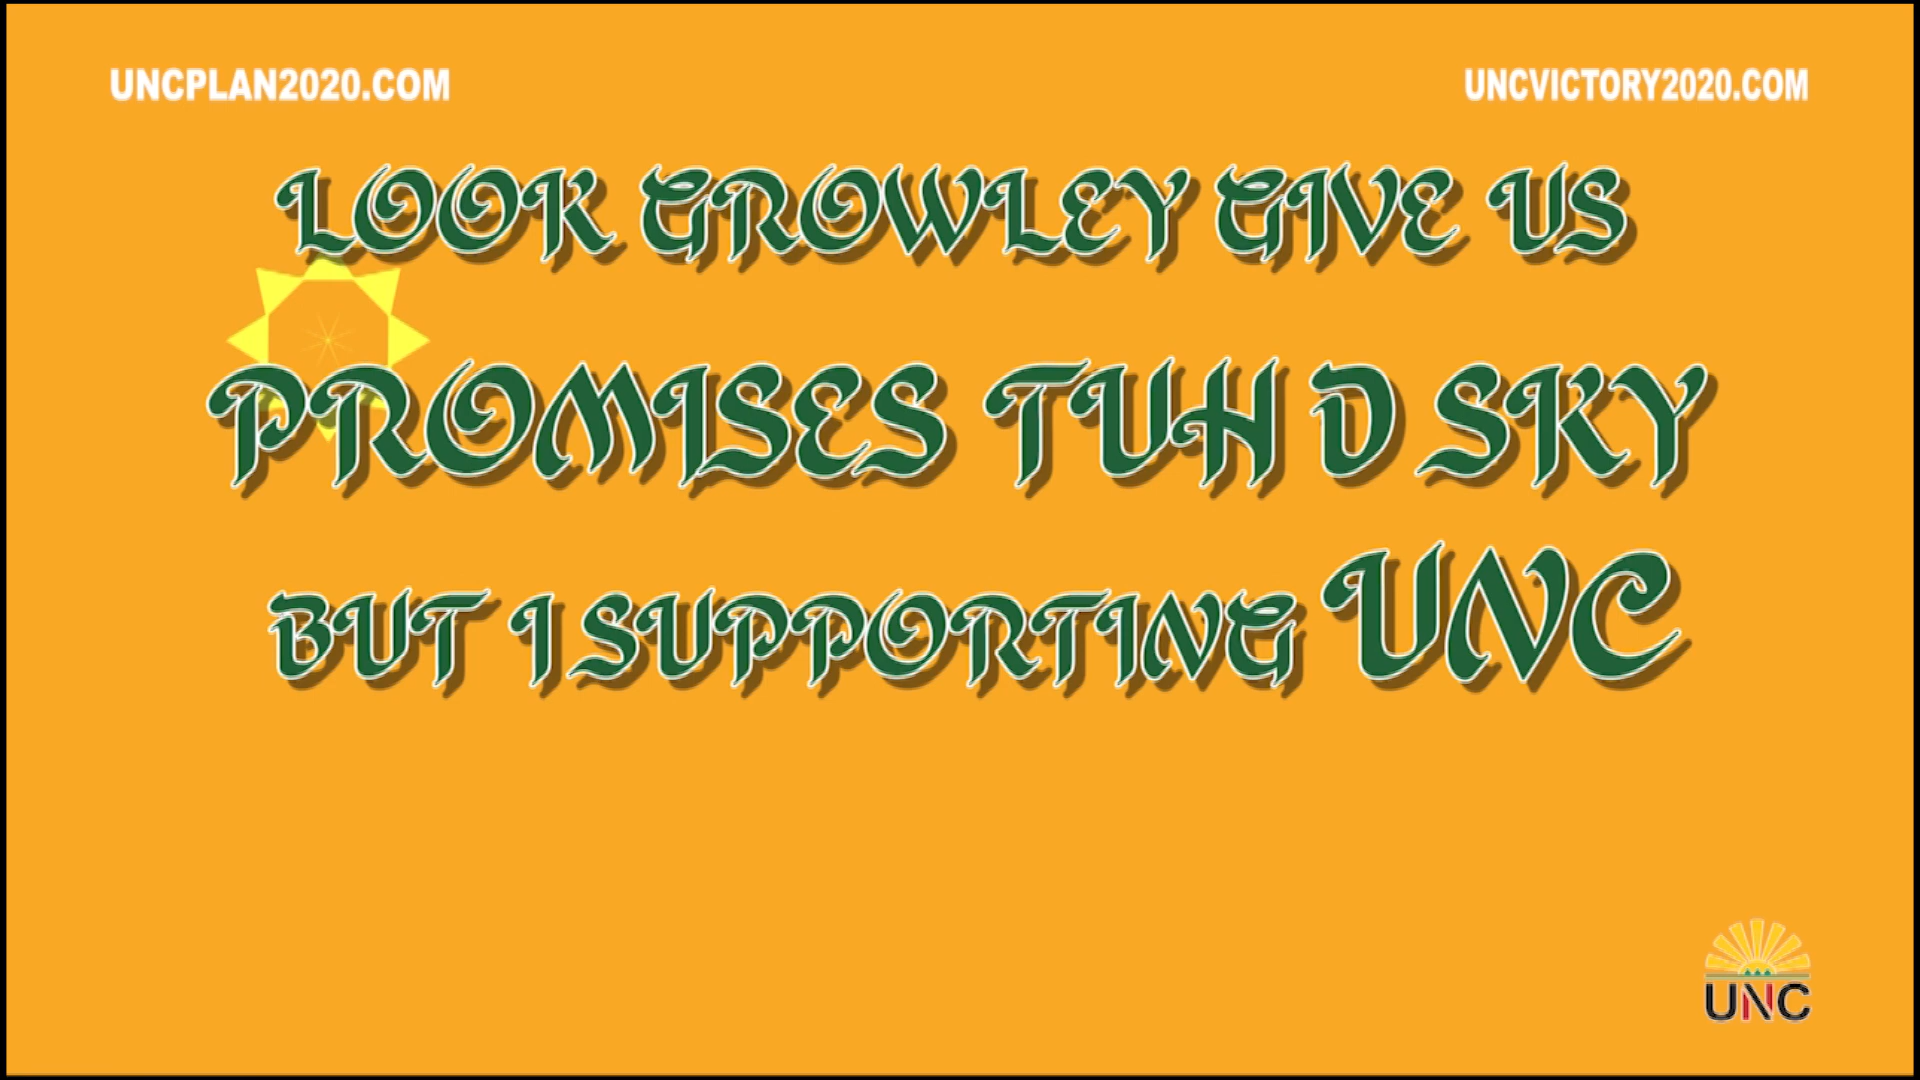 UNCPLAN2020.COM
UNCVICTORY2020.COM
LOOK GROWLEY GIVE US
PROMISES TUH D SKY
BUT I SUPPORTING UNC
UNC